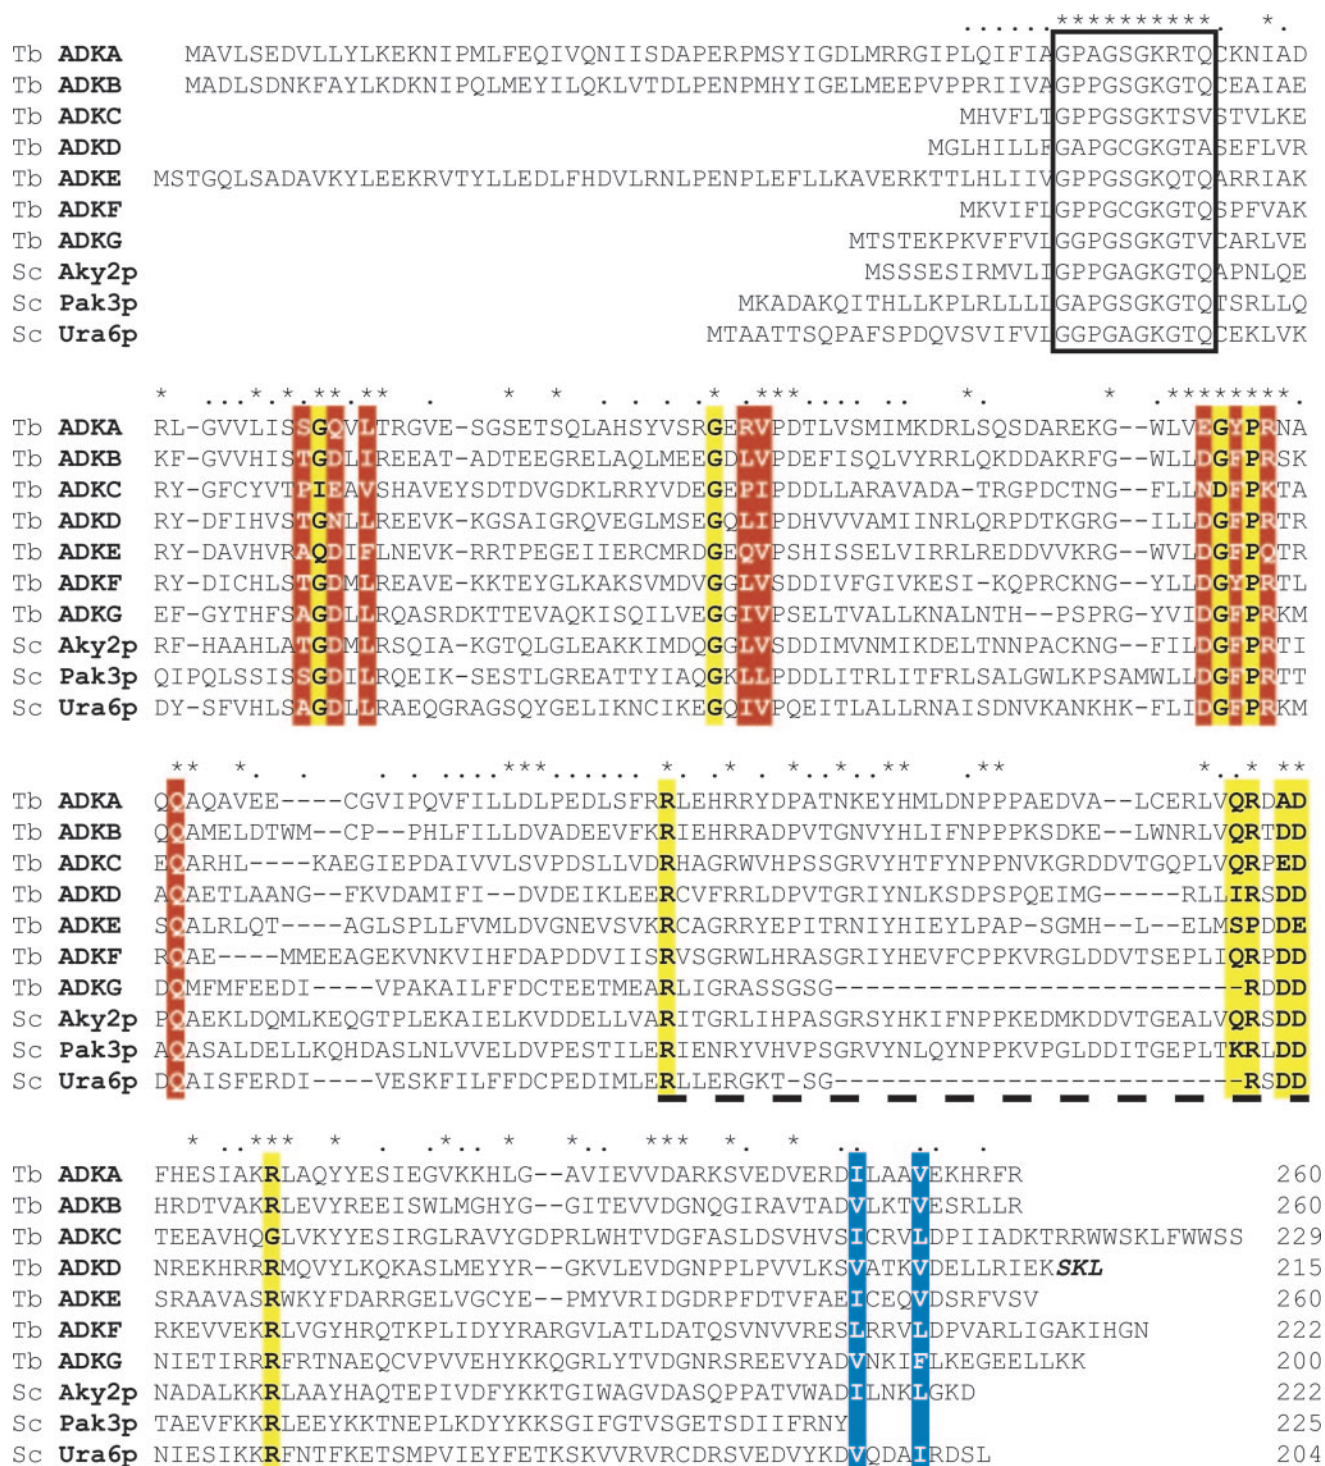 ...... ********** . *.
Tb ADKA MAVLSEDVLLYLKEKNIPMLFEQIVQNIISDAPERPMSYIGDLMRRGIPLQIFIAGPAGSGKRTQCKNIAD
Tb ADKB MADLSDNKFAYLKDKNIPQLMEYILQKLVTDLPENPMHYIGELMEEPVPPRIIVAGPPGSGKGTQCEAIAE
Tb ADKC MHVFLTGPPGSGKTSVSTVLKE
Tb ADKD MGLHILLFGAPGCGKGTASEFLVR
Tb ADKE MSTGQLSADAVKYLEEKRVTYLLEDLFHDVLRNLPENPLEFLLKAVERKTTLHLIIVGPPGSGKQTQARRIAK
Tb ADKF MKVIFLGPPGCGKGTQSPFVAK
Tb ADKG MTSTEKPKVFFVLGGPGSGKGTVCARLVE
Sc Aky2p MSSSESIRMVLIGPPGAGKGTQAPNLQE
Sc Pak3p MKADAKQITHLLKPLRLLLLGAPGSGKGTQTSRLLQ
Sc Ura6p MTAATTSQPAFSPDQVSVIFVLGGPGAGKGTQCEKLVK
* ...*.*.**.** . * . * . . . ..*. ..*** . . .. *. * . ..********.
Tb ADKA RL-GVVLISSGQVLTRGVE-SGSETSQLAHSYVSRGERVPDTLVSMIMKDRLSQSDAREKG--WLVEGYPRNA
Tb ADKB KF-GVVHISTGDLIREEAT-ADTEEGRELAQLMEEGDLVPDEFISQLVYRRLQKDDAKRFG--WLLDGFPRSK
Tb ADKC RY-GFCYVTPIEAVSHAVEYSDTDVGDKLRRYVDEGEPIPDDLLARAVADA-TRGPDCTNG--FLLNDFPKTA
Tb ADKD RY-DFIHVSTGNLLREEVK-KGSAIGRQVEGLMSEGQLIPDHVVVAMIINRLQRPDTKGRG--ILLDGFPRTR
Tb ADKE RY-DAVHVRAQDIFLNEVK-RRTPEGEIIERCMRDGEQVPSHISSELVIRRLREDDVVKRG--WVLDGFPQTR
Tb ADKF RY-DICHLSTGDMLREAVE-KKTEYGLKAKSVMDVGGLVSDDIVFGIVKESI-KQPRCKNG--YLLDGYPRTL
Tb ADKG EF-GYTHFSAGDLLRQASRDKTTEVAQKISQILVEGGIVPSELTVALLKNALNTH--PSPRG-YVIDGFPRKM
Sc Aky2p RF-HAAHLATGDMLRSQIA-KGTQLGLEAKKIMDQGGLVSDDIMVNMIKDELTNNPACKNG--FILDGFPRTI
Sc Pak3p QIPQLSSISSGDILRQEIK-SESTLGREATTYIAQGKLLPDDLITRLITFRLSALGWLKPSAMWLLDGFPRTT
Sc Ura6p DY-SFVHLSAGDLLRAEQGRAGSQYGELIKNCIKEGQIVPQEITLALLRNAISDNVKANKHK-FLIDGFPRKM
** *. . . .. ....***.. .. *. .* . *..*.*.. .** *..* **
Tb ADKA QQAQAVEE----CGVIPQVFILLDLPEDLSFRRLEHRRYDPATNKEYHMLDNPPPAEDVA--LCERLVQRDAD
Tb ADKB QQAMELDTWM--CP--PHLFILLDVADEEVFKRIEHRRADPVTGNVYHLIFNPPPKSDKE--LWNRLVQRTDD
Tb ADKC EQARHL----KAEGIEPDAIVVLSVPDSLLVDRHAGRWVHPSSGRVYHTFYNPPNVKGRDDVTGQPLVQRPED
Tb ADKD AQAETLAANG--FKVDAMIFI--DVDEIKLEERCVFRRLDPVTGRIYNLKSDPSPQEIMG-----RLLIRSDD
Tb ADKE SQALRLQT----AGLSPLLFVMLDVGNEVSVKRCAGRRYEPITRNIYHIEYLPAP-SGMH--L--ELMSPDDE
Tb ADKF RQAE----MMEEAGEKVNKVIHFDAPDDVIISRVSGRWLHRASGRIYHEVFCPPKVRGLDDVTSEPLIQRPDD
Tb ADKG DQMFMFEEDI----VPAKAILFFDCTEETMEARLIGRASSGSG--------------------------RDDD
Sc Aky2p PQAEKLDQMLKEQGTPLEKAIELKVDDELLVARITGRLIHPASGRSYHKIFNPPKEDMKDDVTGEALVQRSDD
Sc Pak3p AQASALDELLKQHDASLNLVVELDVPESTILERIENRYVHVPSGRVYNLQYNPPKVPGLDDITGEPLTKRLDD
Sc Ura6p DQAISFERDI----VESKFILFFDCPEDIMLERLLERGKT-SG--------------------------RSDD
* ..*** * . .*.. * *.. *** *. * .. .. .
Tb ADKA FHESIAKRLAQYYESIEGVKKHLG--AVIEVVDARKSVEDVERDILAAVEKHRFR 260
Tb ADKB HRDTVAKRLEVYREEISWLMGHYG--GITEVVDGNQGIRAVTADVLKTVESRLLR 260
Tb ADKC TEEAVHQGLVKYYESIRGLRAVYGDPRLWHTVDGFASLDSVHVSICRVLDPIIADKTRRWWSKLFWWSS 229
Tb ADKD NREKHRRRMQVYLKQKASLMEYYR--GKVLEVDGNPPLPVVLKSVATKVDELLRIEKSKL 215
Tb ADKE SRAAVASRWKYFDARRGELVGCYE--PMYVRIDGDRPFDTVFAEICEQVDSRFVSV 260
Tb ADKF RKEVVEKRLVGYHRQTKPLIDYYRARGVLATLDATQSVNVVRESLRRVLDPVARLIGAKIHGN 222
Tb ADKG NIETIRRRFRTNAEQCVPVVEHYKKQGRLYTVDGNRSREEVYADVNKIFLKEGEELLKK 200
Sc Aky2p NADALKKRLAAYHAQTEPIVDFYKKTGIWAGVDASQPPATVWADILNKLGKD 222
Sc Pak3p TAEVFKKRLEEYKKTNEPLKDYYKKSGIFGTVSGETSDIIFRNY 225
Sc Ura6p NIESIKKRFNTFKETSMPVIEYFETKSKVVRVRCDRSVEDVYKDVQDAIRDSL 204